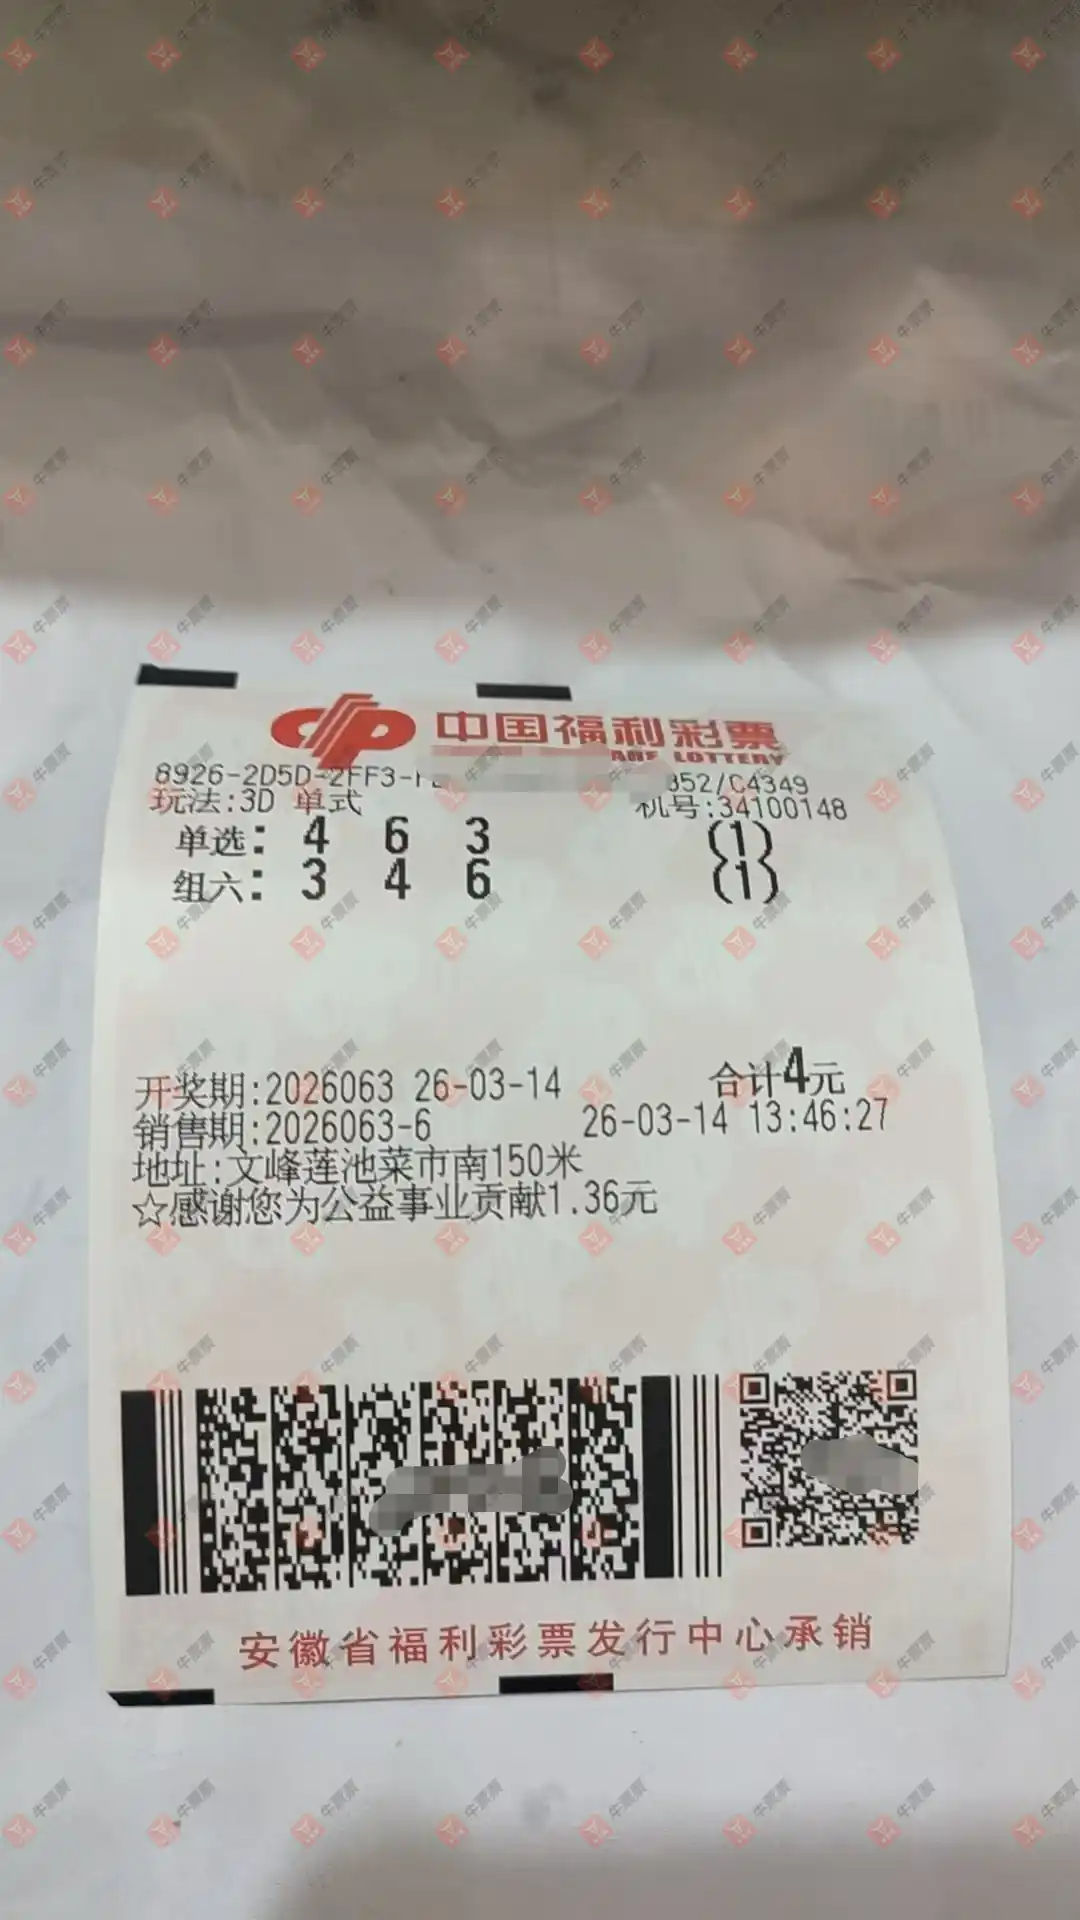 中国福利彩票
8926-2D5D-2FF3-F 352/C4349
玩法:3D 单式 机号:34100148
单选: 4 6 3 (1)
组六: 3 4 6 (1)
开奖期:2026063 26-03-14 合计4元
销售期:2026063-6 26-03-14 13:46:27
地址:文峰莲池菜市南150米
☆感谢您为公益事业贡献1.36元
安徽省福利彩票发行中心承销
牛票票